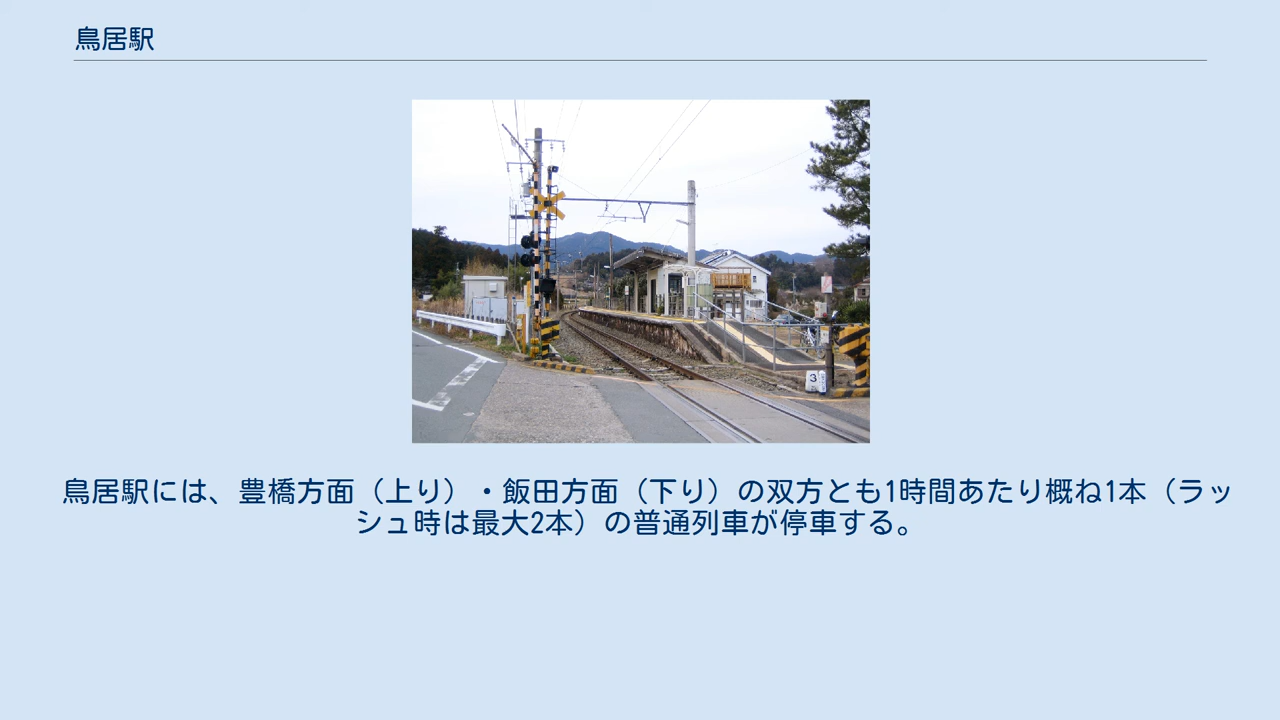 鳥居駅
3
鳥居駅には、豊橋方面（上り）・飯田方面（下り）の双方とも1時間あたり概ね1本（ラッ
シュ時は最大2本）の普通列車が停車する。